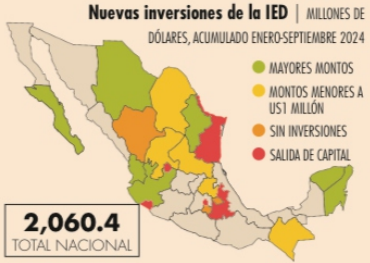 Nuevas inversiones de la IED | MILLONES DE
DÓLARES, ACUMULADO ENERO-SEPTIEMBRE 2024
MAYORES MONTOS
MONTOS MENORES A
US1 MILLÓN
SIN INVERSIONES
SALIDA DE CAPITAL
2,060.4
TOTAL NACIONAL